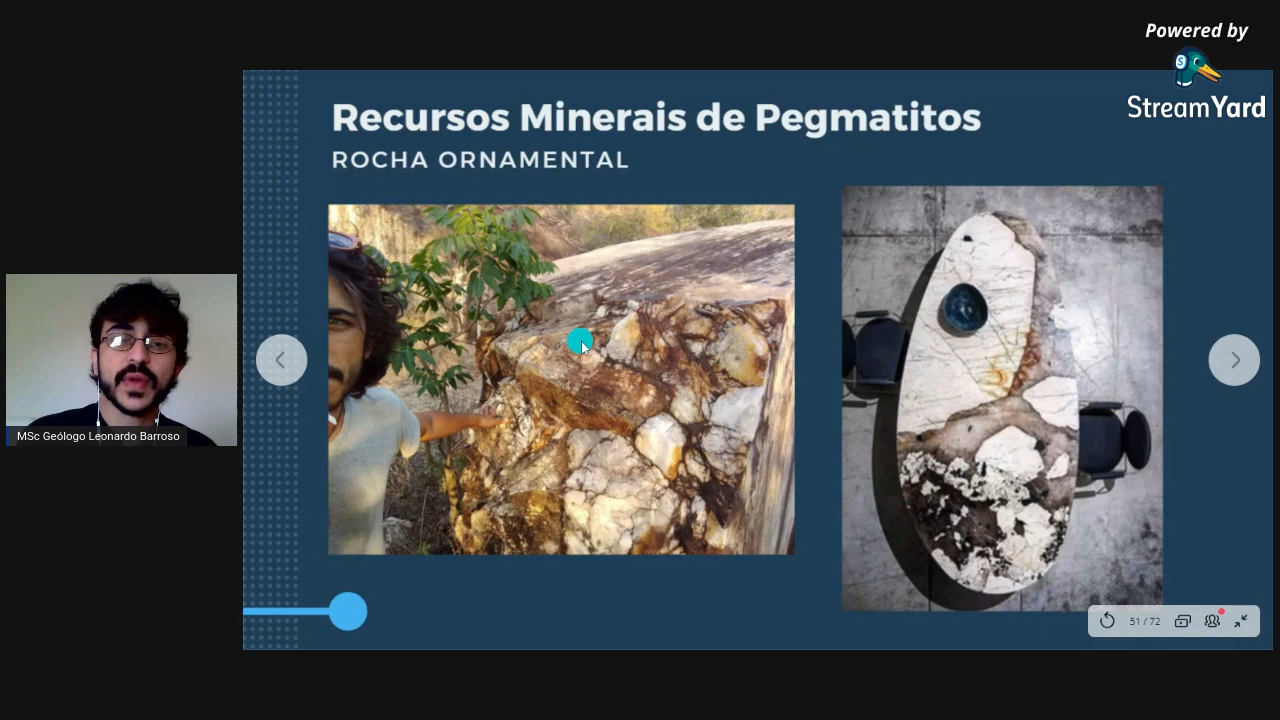 Powered by
StreamYard
Recursos Minerais de Pegmatitos
ROCHA ORNAMENTAL
MSc Geólogo Leonardo Barroso
51 / 72